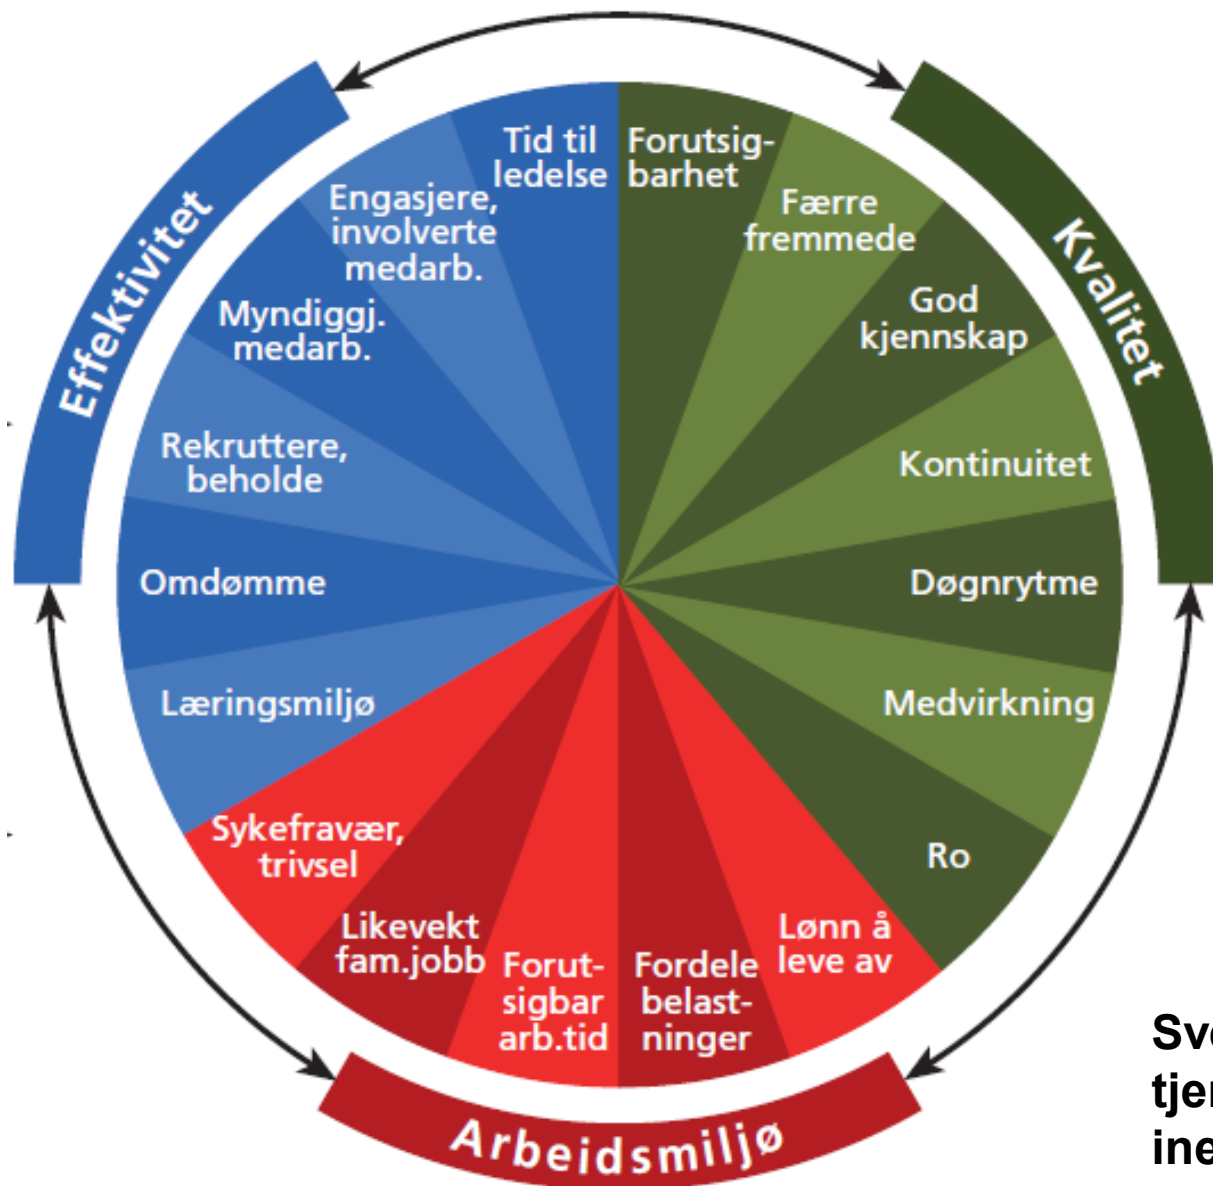 Effektivitet
Kvalitet
Arbeidsmiljø
Tid til
ledelse
Forutsig-
barhet
Færre
fremmede
God
kjennskap
Kontinuitet
Døgnrytme
Medvirkning
Ro
Lønn å
leve av
Fordele
belast-
ninger
Forut-
sigbar
arb.tid
Likevekt
fam.jobb
Sykefravær,
trivsel
Læringsmiljø
Omdømme
Rekruttere,
beholde
Myndiggj.
medarb.
Engasjere,
involverte
medarb.